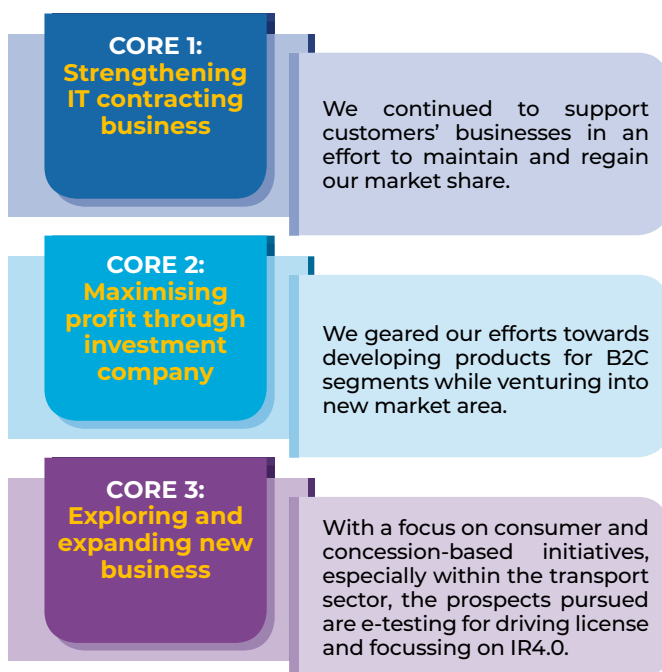 CORE 1:
Strengthening
IT contracting
business
We continued to support
customers’ businesses in an
effort to maintain and regain
our market share.
CORE 2:
Maximising
profit through
investment
company
We geared our efforts towards
developing products for B2C
segments while venturing into
new market area.
CORE 3:
Exploring and
expanding new
business
With a focus on consumer and
concession-based initiatives,
especially within the transport
sector, the prospects pursued
are e-testing for driving license
and focussing on IR4.0.